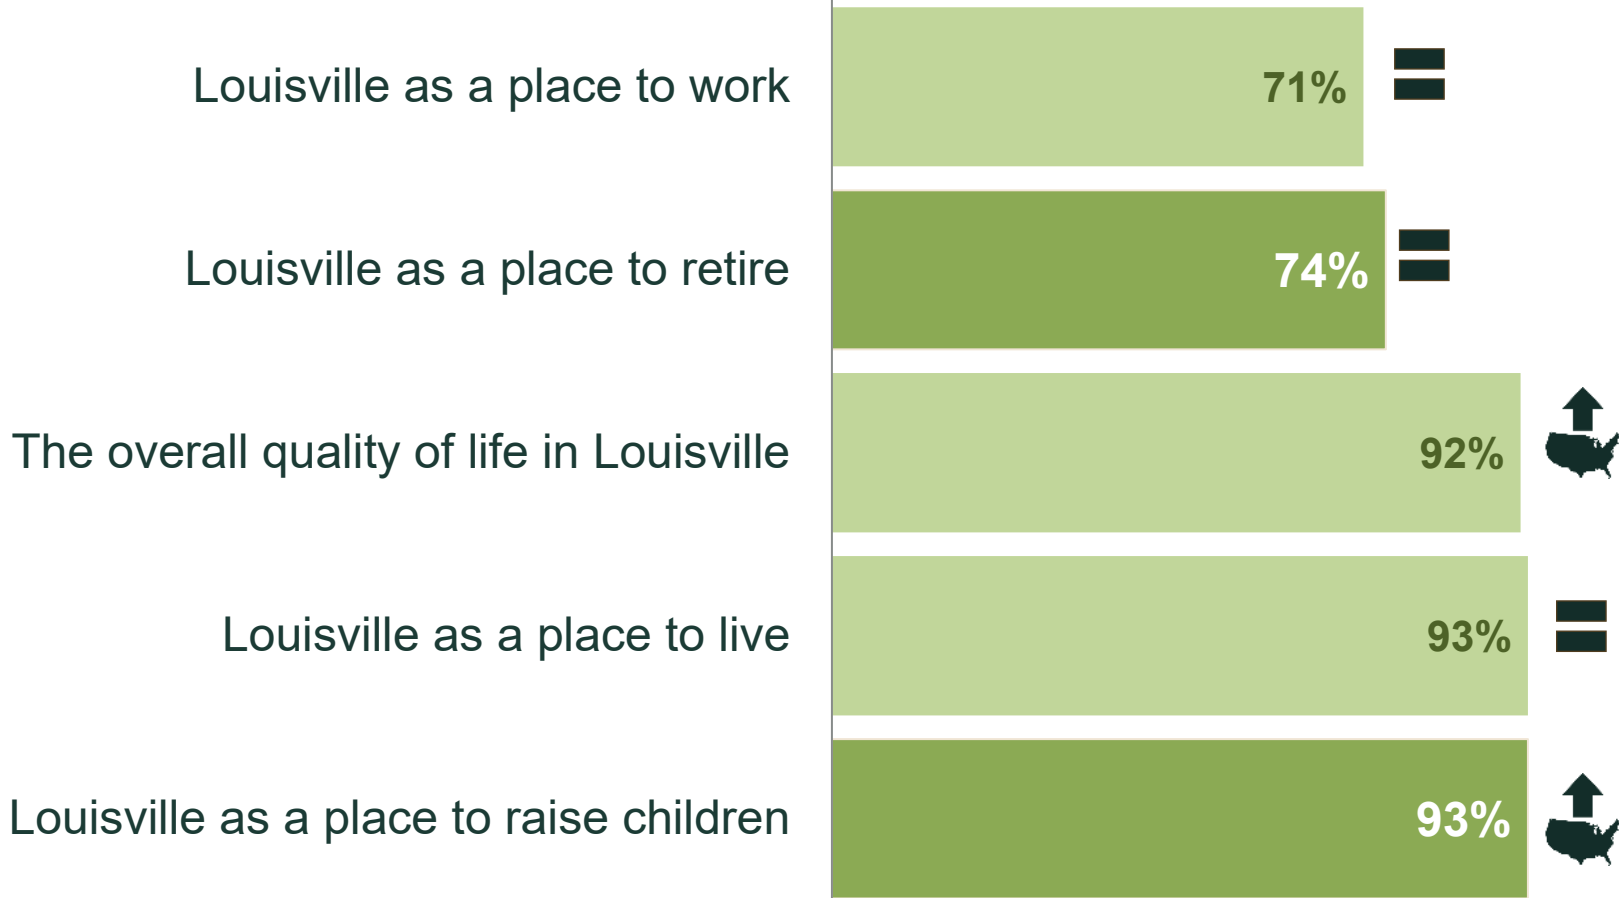 Louisville as a place to work 71%
Louisville as a place to retire 74%
The overall quality of life in Louisville 92%
Louisville as a place to live 93%
Louisville as a place to raise children 93%